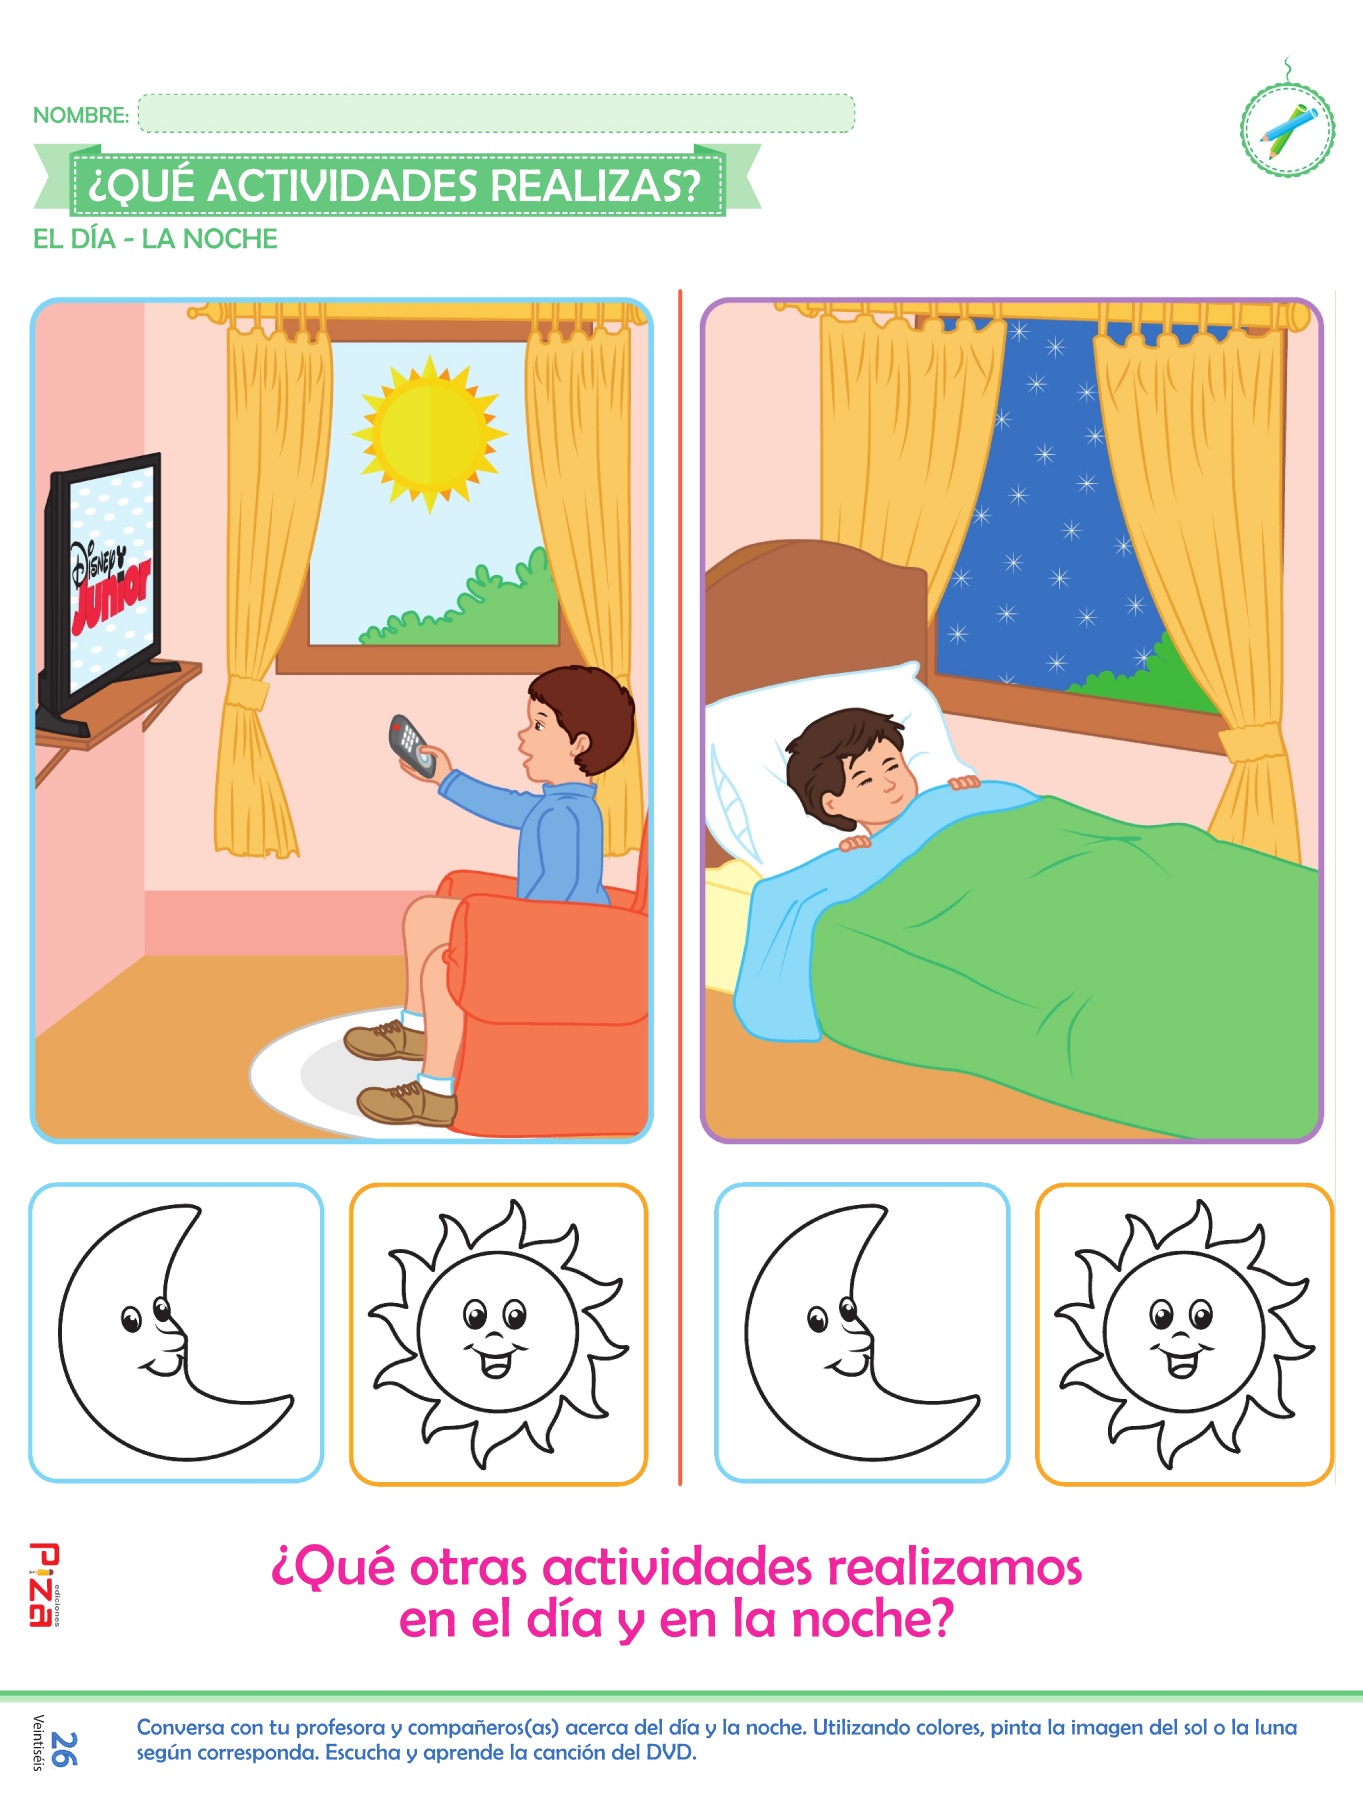 NOMBRE:
¿QUÉ ACTIVIDADES REALIZAS?
EL DÍA - LA NOCHE
Disney
Junior
¿Qué otras actividades realizamos
en el día y en la noche?
Piza
ediciones
26
Veintiséis
Conversa con tu profesora y compañeros(as) acerca del día y la noche. Utilizando colores, pinta la imagen del sol o la luna
según corresponda. Escucha y aprende la canción del DVD.